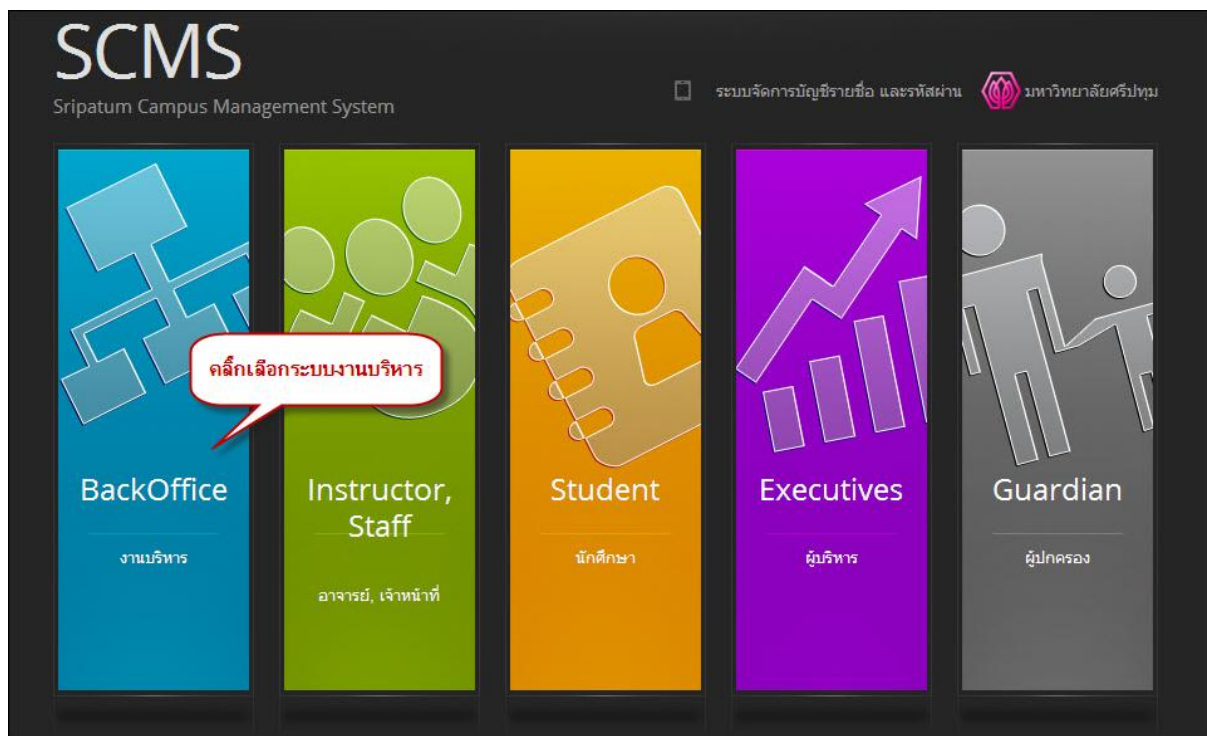 SCMS
Sripatum Campus Management System
ระบบจัดการบัญชีรายชื่อ และรหัสผ่าน
มหาวิทยาลัยศรีปทุม
คลิ๊กเลือกระบบงานบริหาร
BackOffice
งานบริหาร
Instructor,
Staff
อาจารย์, เจ้าหน้าที่
Student
นักศึกษา
Executives
ผู้บริหาร
Guardian
ผู้ปกครอง